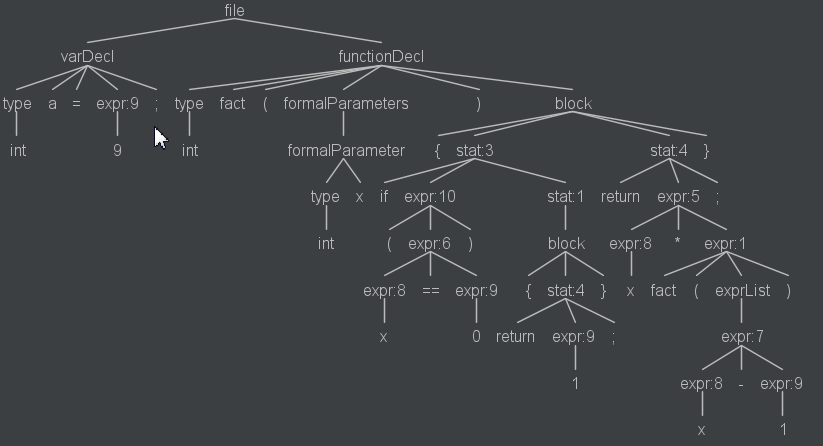 file
varDecl functionDecl
type a = expr:9 ; type fact ( formalParameters ) block
int 9 int formalParameter { stat:3 stat:4 }
type x if expr:10 stat:1 return expr:5 ;
int ( expr:6 ) block expr:8 * expr:1
expr:8 == expr:9 { stat:4 } x fact ( exprList )
x 0 return expr:9 ; expr:7
1 expr:8 - expr:9
x 1